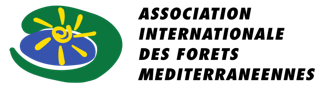 ASSOCIATION
INTERNATIONALE
DES FORETS
MEDITERRANEENNES